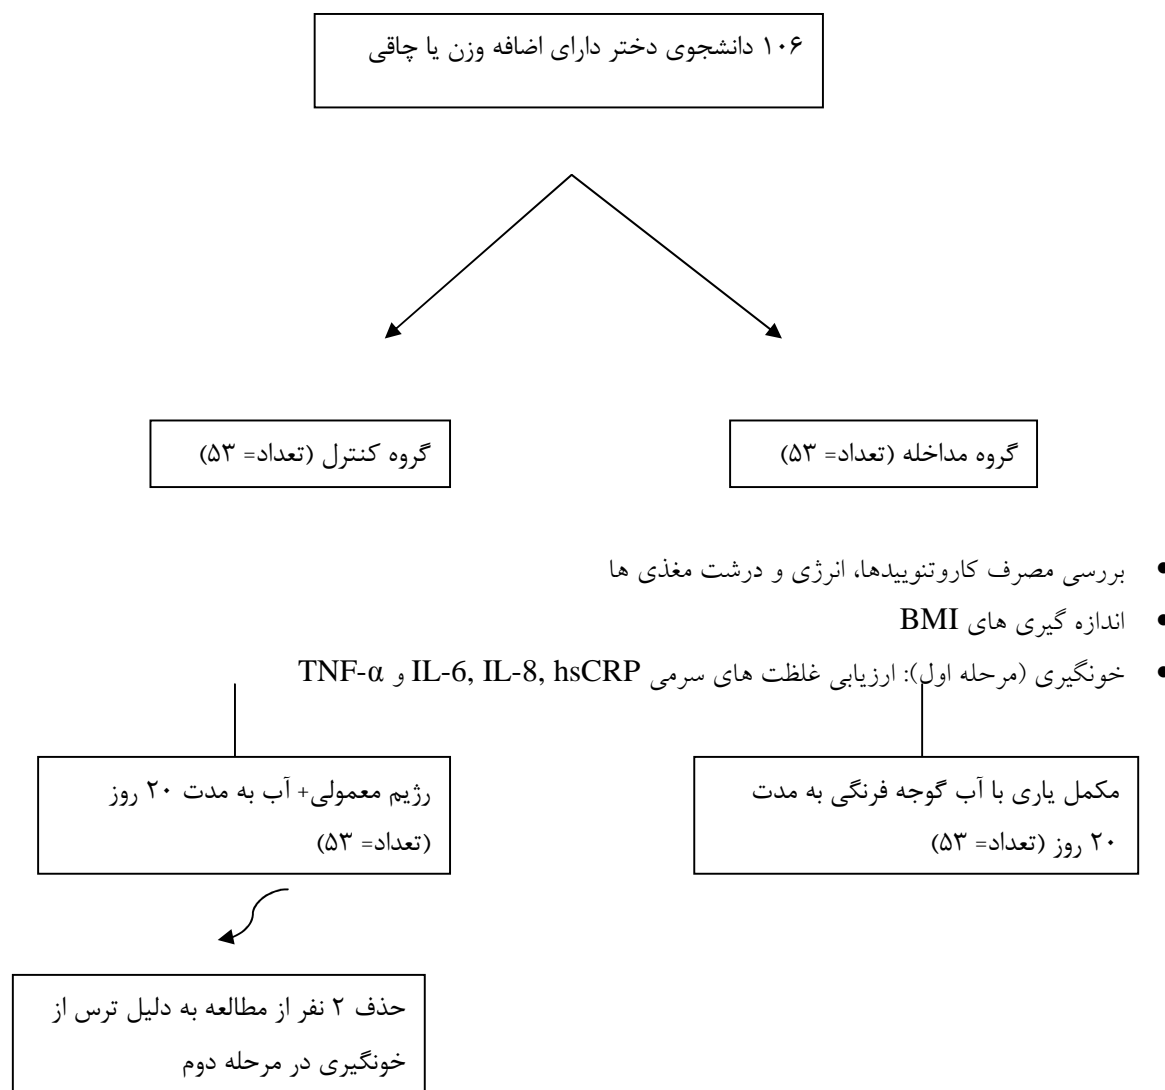 ۱۰۶ دانشجوی دختر دارای اضافه وزن یا چاقی
گروه مداخله (تعداد= ۵۳)
گروه کنترل (تعداد= ۵۳)
• بررسی مصرف کاروتنوییدها، انرژی و درشت مغذی ها
• اندازه گیری های BMI
• خونگیری (مرحله اول): ارزیابی غلظت های سرمی IL-6, IL-8, hsCRP و TNF-α
مکمل یاری با آب گوجه فرنگی به مدت
۲۰ روز (تعداد= ۵۳)
رژیم معمولی+ آب به مدت ۲۰ روز
(تعداد= ۵۳)
حذف ۲ نفر از مطالعه به دلیل ترس از
خونگیری در مرحله دوم